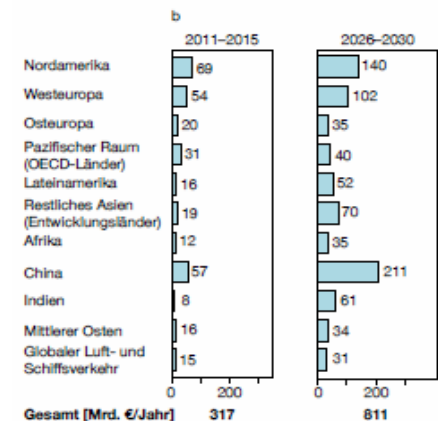 b
2011–2015 2026–2030
Nordamerika 69 140
Westeuropa 54 102
Osteuropa 20 35
Pazifischer Raum
(OECD-Länder) 31 40
Lateinamerika 16 52
Restliches Asien
(Entwicklungsländer) 19 70
Afrika 12 35
China 57 211
Indien 8 61
Mittlerer Osten 16 34
Globaler Luft- und
Schiffsverkehr 15 31
0 200 0 200
Gesamt [Mrd. €/Jahr] 317 811